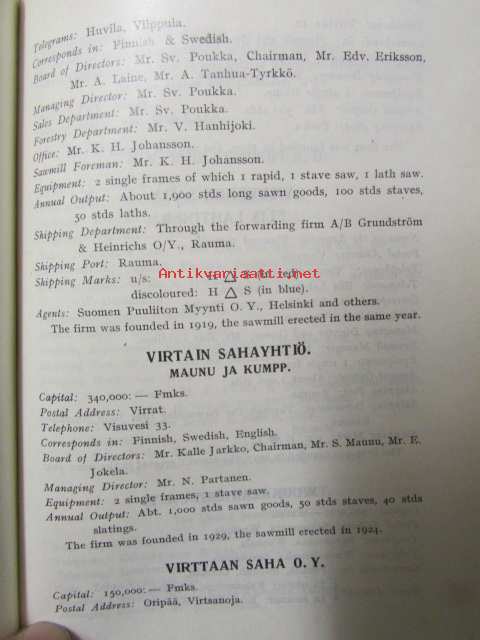 Telegrams: Huvila, Vilppula.
Corresponds in: Finnish & Swedish.
Board of Directors: Mr. Sv. Poukka, Chairman, Mr. Edv. Eriksson,
Mr. A. Laine, Mr. A. Tanhua-Tyrkkö.
Managing Director: Mr. Sv. Poukka.
Sales Department: Mr. Sv. Poukka.
Forestry Department: Mr. V. Hanhijoki.
Office: Mr. K. H. Johansson.
Sawmill Foreman: Mr. K. H. Johansson.
Equipment: 2 single frames of which 1 rapid, 1 stave saw, 1 lath saw.
Annual Output: About 1,900 stds long sawn goods, 100 stds staves,
50 stds laths.
Shipping Department: Through the forwarding firm A/B Grundström
& Heinrichs O/Y., Rauma.
Shipping Port: Rauma.
Shipping Marks: u/s: H △ S (in red)
Antikvariaatti.net
discoloured: H △ S (in blue).
Agents: Suomen Puuliiton Myynti O. Y., Helsinki and others.
The firm was founded in 1919, the sawmill erected in the same year.
VIRTAIN SAHAYHTIÖ.
MAUNU JA KUMPP.
Capital: 340,000: — Fmks.
Postal Address: Virrat.
Telephone: Visuvesi 33.
Corresponds in: Finnish, Swedish, English.
Board of Directors: Mr. Kalle Jarkko, Chairman, Mr. S. Maunu, Mr. E.
Jokela.
Managing Director: Mr. N. Partanen.
Equipment: 2 single frames, 1 stave saw.
Annual Output: Abt. 1,000 stds sawn goods, 50 stds staves, 40 stds
slatings.
The firm was founded in 1929, the sawmill erected in 1924.
VIRTTAAN SAHA O. Y.
Capital: 150,000: — Fmks.
Postal Address: Oripää, Virtsanoja.